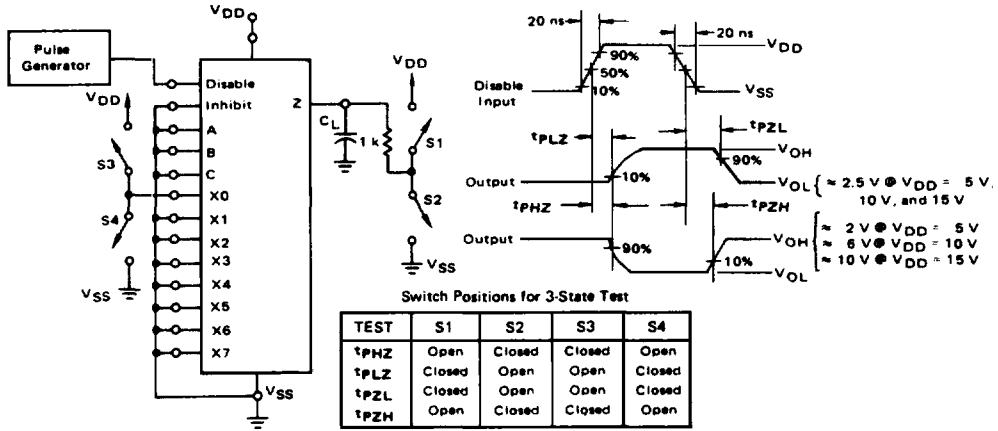 Pulse
Generator
VDD
VDD
Disable
Inhibit
A
B
C
X0
X1
X2
X3
X4
X5
X6
X7
Z
S3
S4
VSS
VSS
CL
1 k
VDD
S1
S2
VSS
20 ns
20 ns
VDD
90%
50%
10%
Disable
Input
VSS
tPLZ
tPZL
VOH
90%
10%
Output
VOL ≈ 2.5 V @ VDD = 5 V,
10 V, and 15 V
tPHZ
tPZH
Output
90%
10%
VOH
≈ 2 V @ VDD = 5 V
≈ 6 V @ VDD = 10 V
≈ 10 V @ VDD = 15 V
VOL
Switch Positions for 3-State Test
TEST S1 S2 S3 S4
tPHZ Open Closed Closed Open
tPLZ Closed Open Open Closed
tPZL Closed Open Open Closed
tPZH Open Closed Closed Open